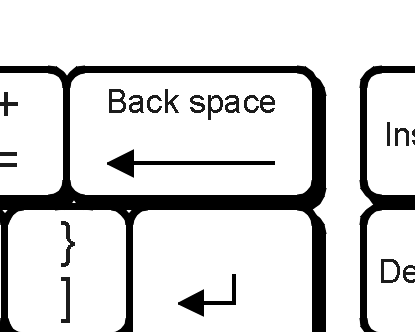 +
=
Back space
Ins
}
]
De